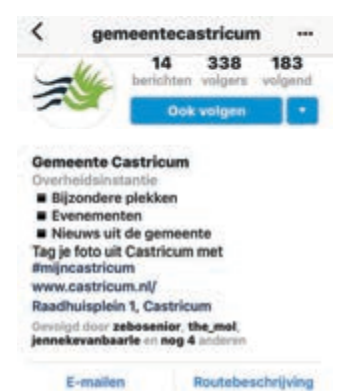 gemeentecastricum
14 338 183
berichten volgers volgend
Ook volgen
Gemeente Castricum
Overheidsinstantie
Bijzondere plekken
Evenementen
Nieuws uit de gemeente
Tag je foto uit Castricum met
#mijncastricum
www.castricum.nl/
Raadhuisplein 1, Castricum
Gevolgd door zebosenior, the_mol,
jennekevanbaarle en nog 4 anderen
E-mailen Routebeschrijving